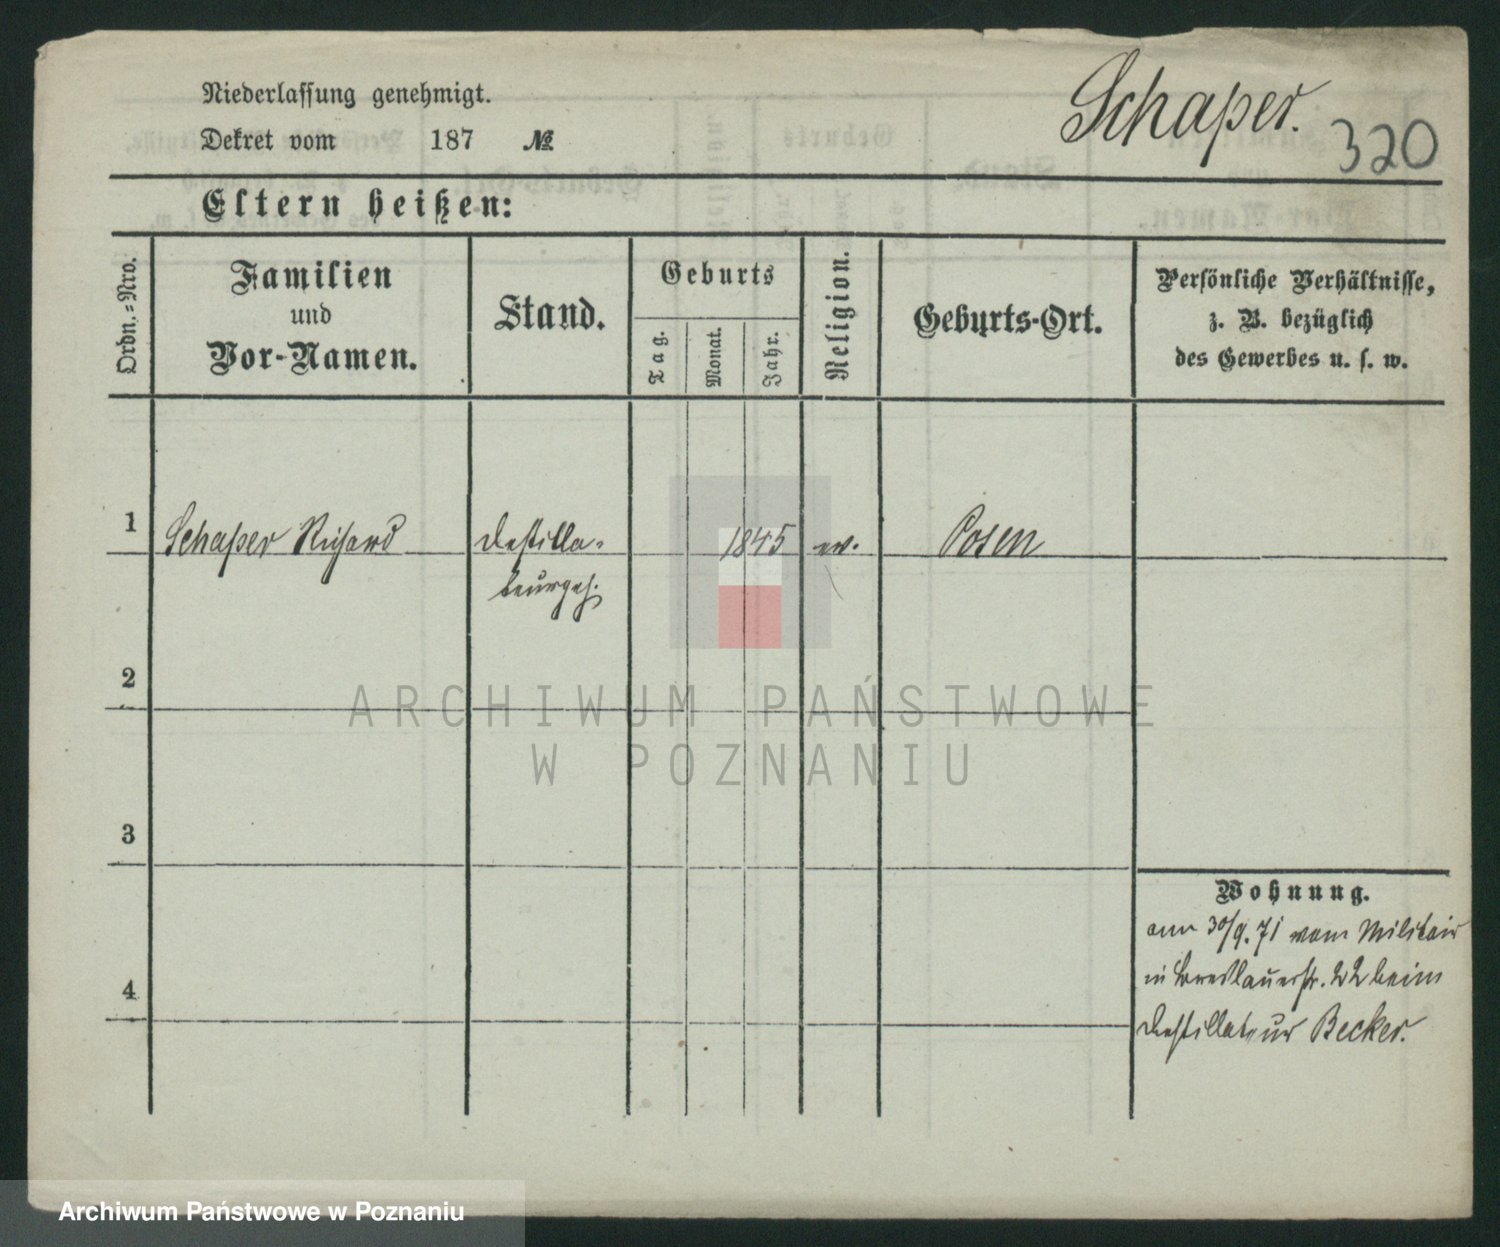 Niederlassung genehmigt.
Dekret vom 187 №
Schaper.
320
Eltern heißen:
Ordn.=Nro.
Familien
und
Vor-Namen.
Stand.
Geburts
Tag.
Monat.
Jahr.
Religion.
Geburts-Ort.
Persönliche Verhältnisse,
z. B. bezüglich
des Gewerbes u. s. w.
1 Schaper Richard Destilla- 1845 ev. Posen
teurgeh.
2
ARCHIWUM PAŃSTWOWE
W POZNANIU
3
Wohnung.
am 30/9. 71 vom Militair
in Breslauerstr. 22 beim
4
Destillateur Becker.
Archiwum Państwowe w Poznaniu